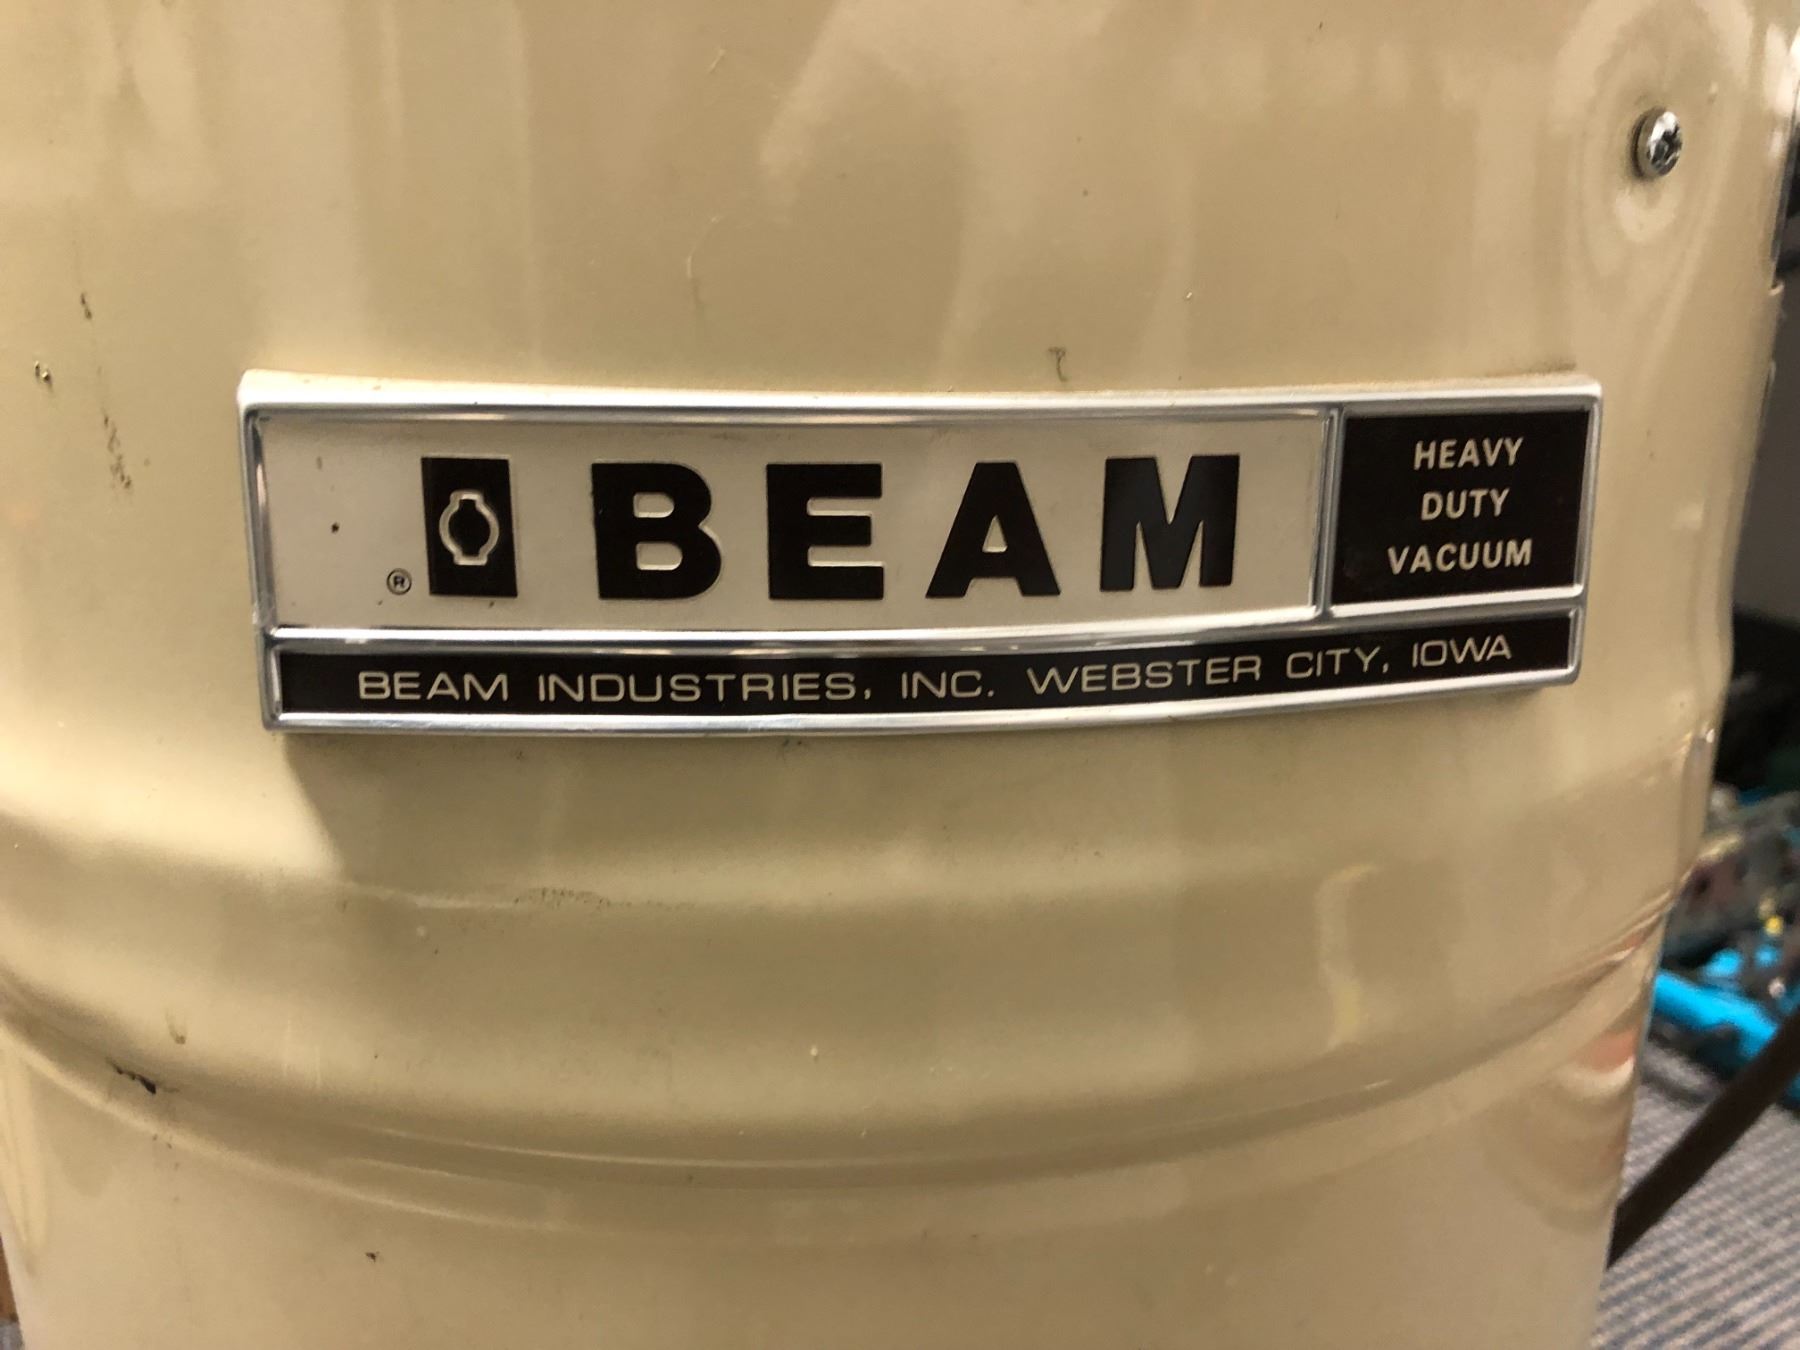 ® BEAM
HEAVY
DUTY
VACUUM
BEAM INDUSTRIES, INC. WEBSTER CITY, IOWA